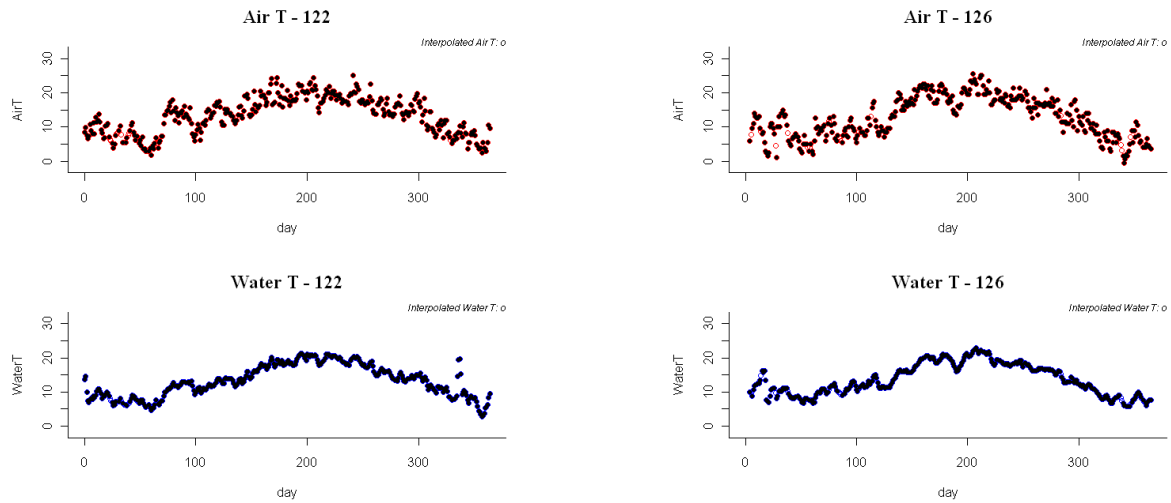 Air T - 122
Interpolated Air T: o
AirT
30
20
10
0
0 100 200 300
day
Air T - 126
Interpolated Air T: o
AirT
30
20
10
0
0 100 200 300
day
Water T - 122
Interpolated Water T: o
WaterT
30
20
10
0
0 100 200 300
day
Water T - 126
Interpolated Water T: o
WaterT
30
20
10
0
0 100 200 300
day